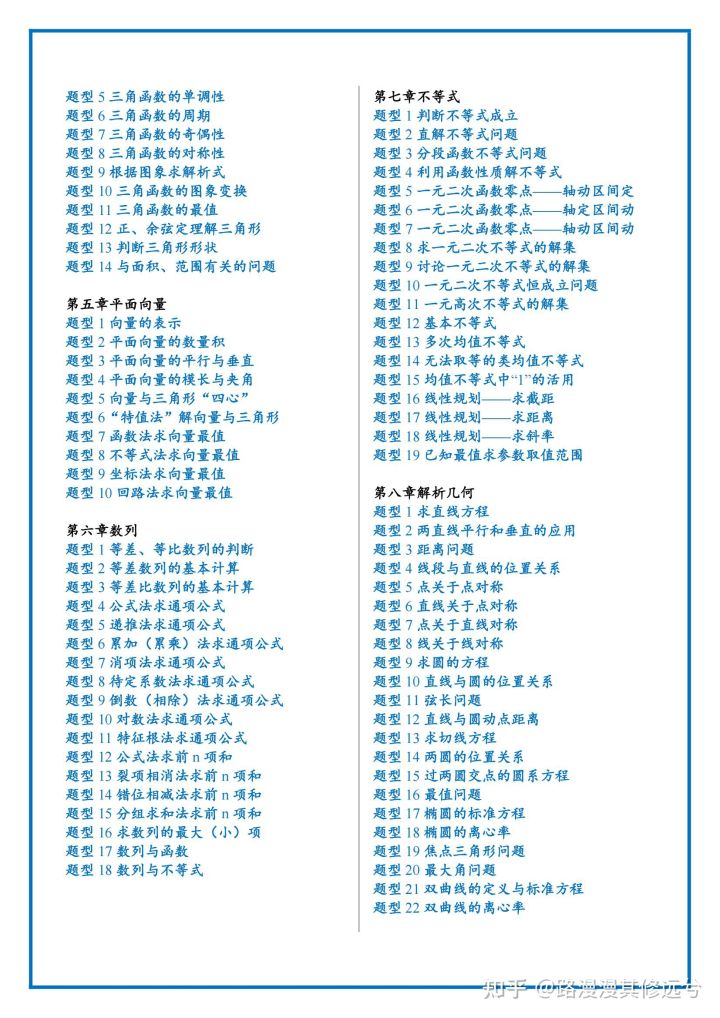 题型 5 三角函数的单调性
题型 6 三角函数的周期
题型 7 三角函数的奇偶性
题型 8 三角函数的对称性
题型 9 根据图象求解析式
题型 10 三角函数的图象变换
题型 11 三角函数的最值
题型 12 正、余弦定理解三角形
题型 13 判断三角形形状
题型 14 与面积、范围有关的问题
第五章平面向量
题型 1 向量的表示
题型 2 平面向量的数量积
题型 3 平面向量的平行与垂直
题型 4 平面向量的模长与夹角
题型 5 向量与三角形“四心”
题型 6“特值法”解向量与三角形
题型 7 函数法求向量最值
题型 8 不等式法求向量最值
题型 9 坐标法求向量最值
题型 10 回路法求向量最值
第六章数列
题型 1 等差、等比数列的判断
题型 2 等差数列的基本计算
题型 3 等差比数列的基本计算
题型 4 公式法求通项公式
题型 5 递推法求通项公式
题型 6 累加（累乘）法求通项公式
题型 7 消项法求通项公式
题型 8 待定系数法求通项公式
题型 9 倒数（相除）法求通项公式
题型 10 对数法求通项公式
题型 11 特征根法求通项公式
题型 12 公式法求前 n 项和
题型 13 裂项相消法求前 n 项和
题型 14 错位相减法求前 n 项和
题型 15 分组求和法求前 n 项和
题型 16 求数列的最大（小）项
题型 17 数列与函数
题型 18 数列与不等式
第七章不等式
题型 1 判断不等式成立
题型 2 直解不等式问题
题型 3 分段函数不等式问题
题型 4 利用函数性质解不等式
题型 5 一元二次函数零点——轴动区间定
题型 6 一元二次函数零点——轴定区间动
题型 7 一元二次函数零点——轴动区间动
题型 8 求一元二次不等式的解集
题型 9 讨论一元二次不等式的解集
题型 10 一元二次不等式恒成立问题
题型 11 一元高次不等式的解集
题型 12 基本不等式
题型 13 多次均值不等式
题型 14 无法取等的类均值不等式
题型 15 均值不等式中“1”的活用
题型 16 线性规划——求截距
题型 17 线性规划——求距离
题型 18 线性规划——求斜率
题型 19 已知最值求参数取值范围
第八章解析几何
题型 1 求直线方程
题型 2 两直线平行和垂直的应用
题型 3 距离问题
题型 4 线段与直线的位置关系
题型 5 点关于点对称
题型 6 直线关于点对称
题型 7 点关于直线对称
题型 8 线关于线对称
题型 9 求圆的方程
题型 10 直线与圆的位置关系
题型 11 弦长问题
题型 12 直线与圆动点距离
题型 13 求切线方程
题型 14 两圆的位置关系
题型 15 过两圆交点的圆系方程
题型 16 最值问题
题型 17 椭圆的标准方程
题型 18 椭圆的离心率
题型 19 焦点三角形问题
题型 20 最大角问题
题型 21 双曲线的定义与标准方程
题型 22 双曲线的离心率
知乎 @路漫漫其修远兮